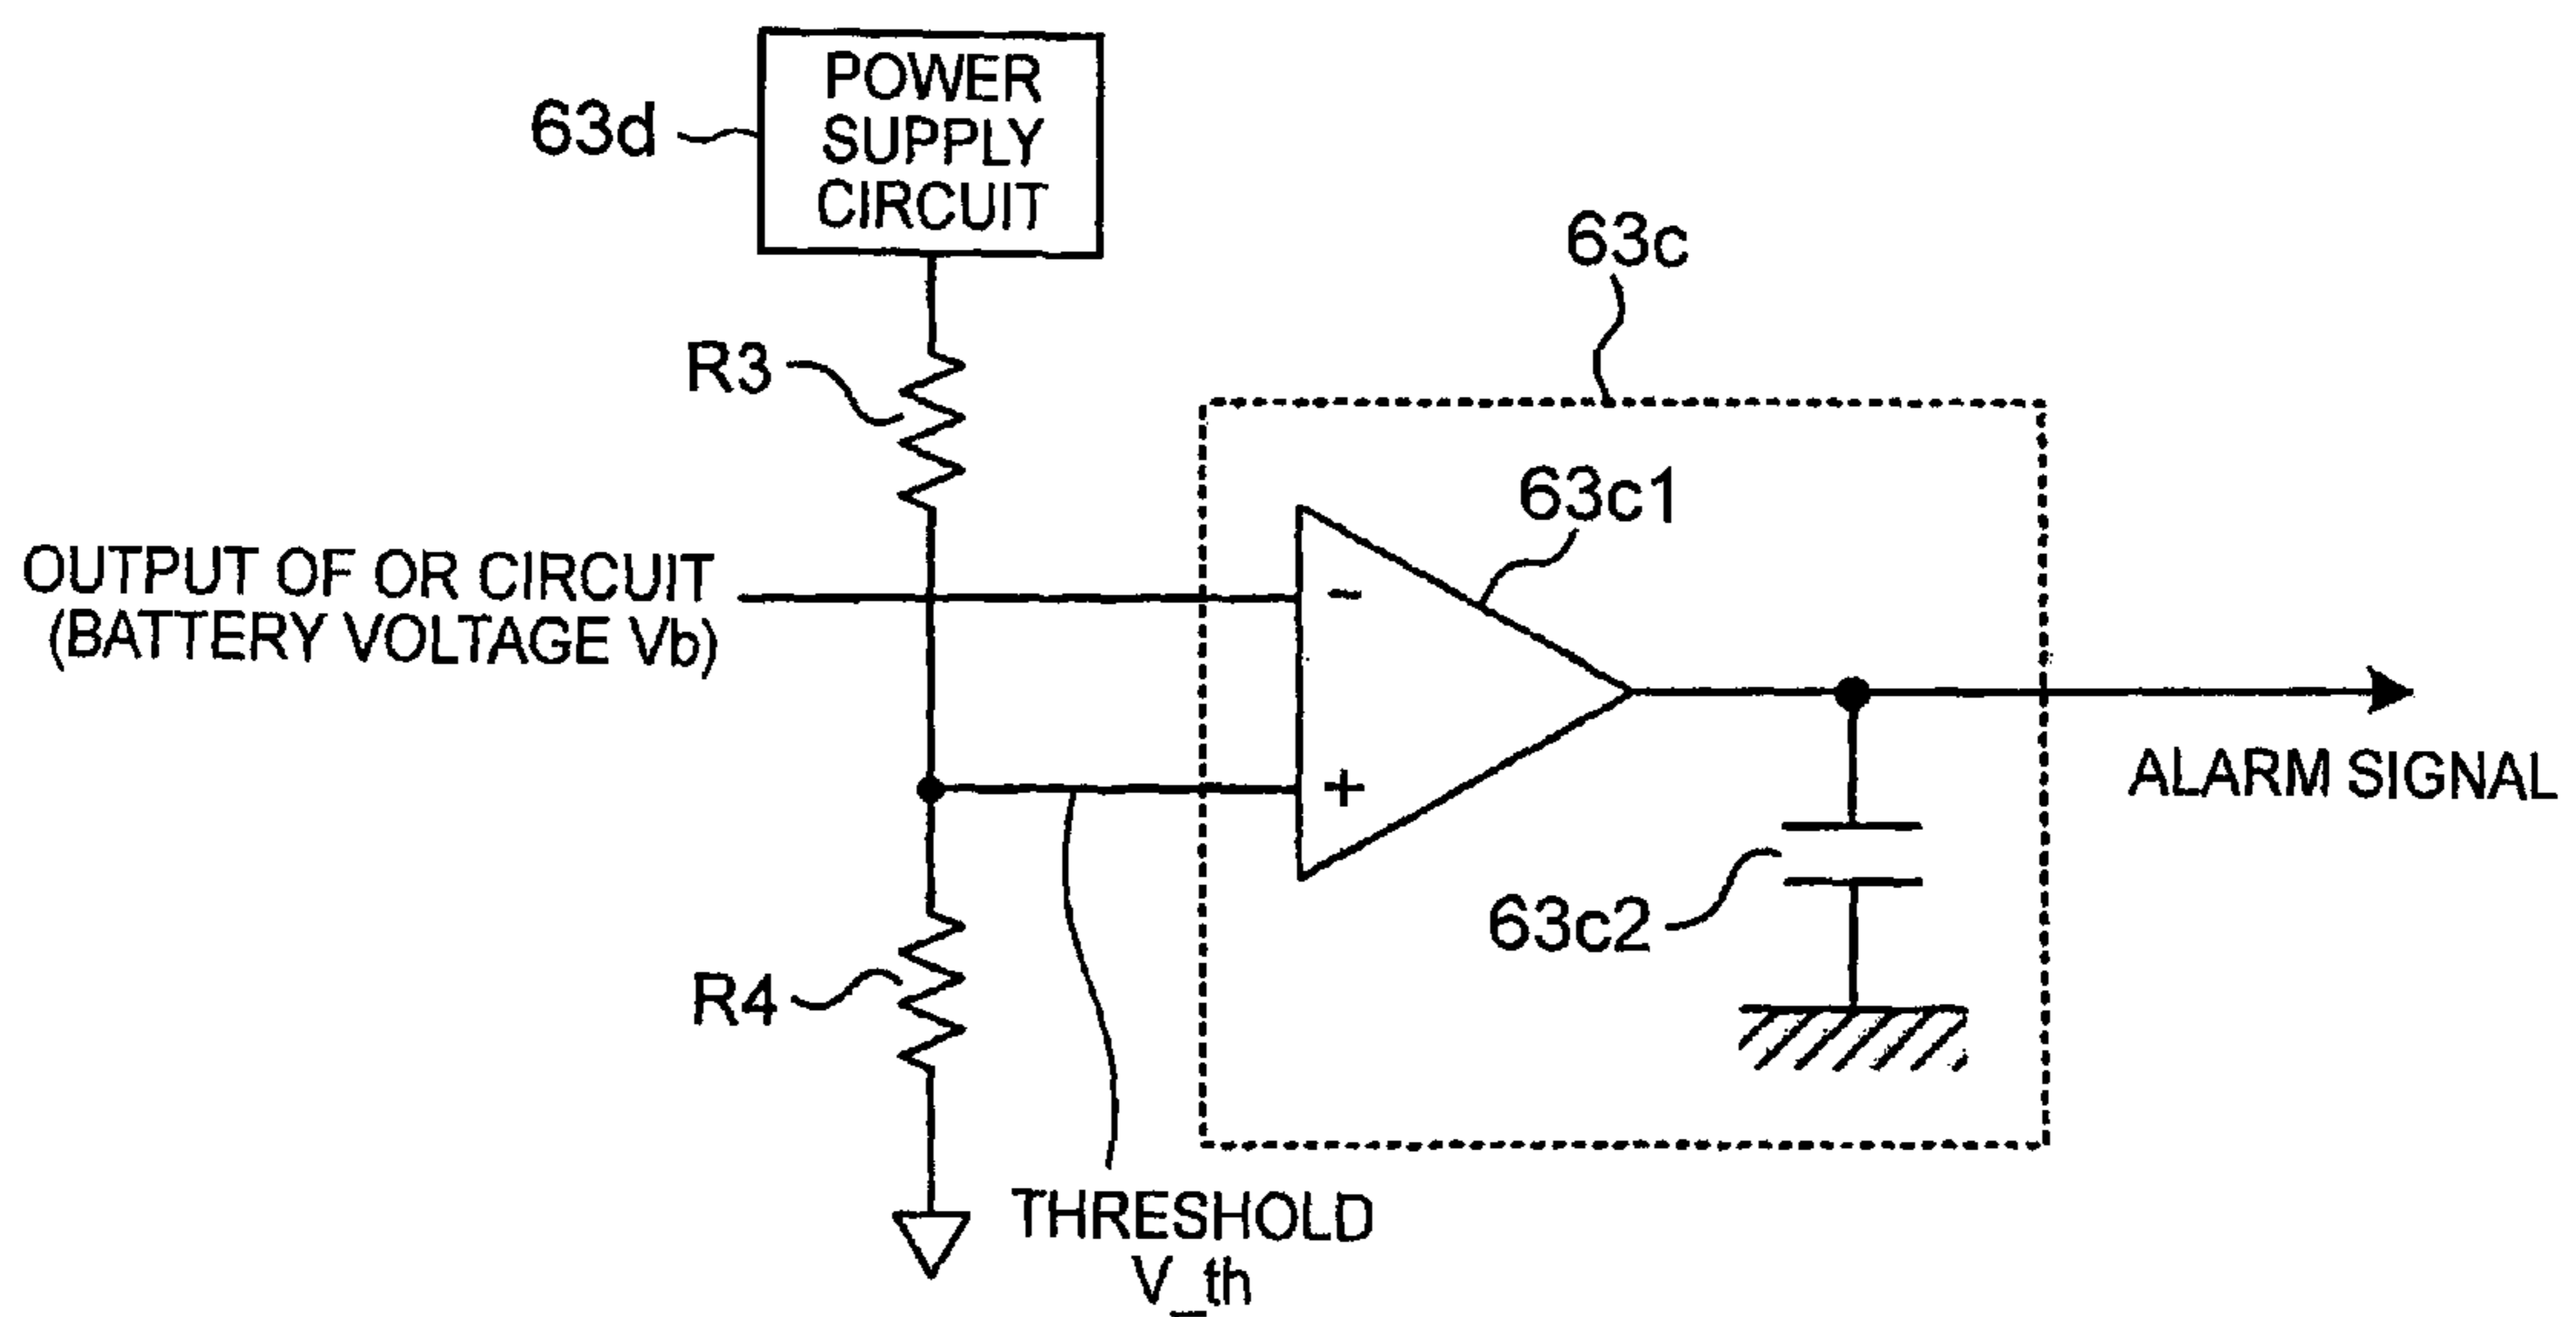 POWER
SUPPLY
CIRCUIT
63d
63c
R3
63c1
OUTPUT OF OR CIRCUIT
(BATTERY VOLTAGE Vb)
-
+
ALARM SIGNAL
63c2
R4
THRESHOLD
V_th